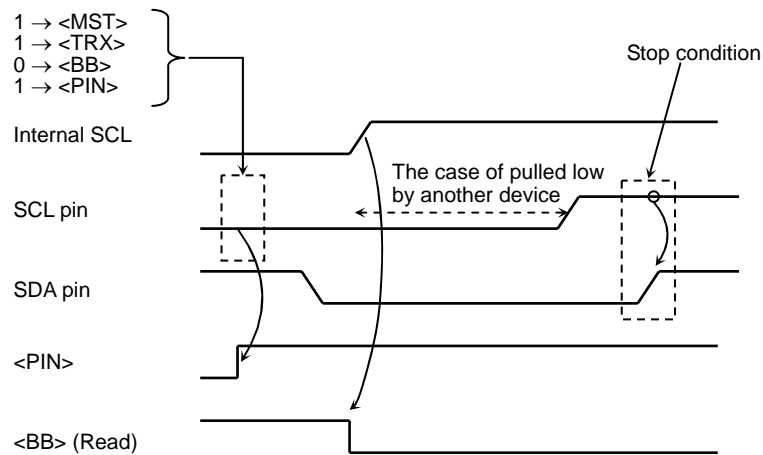 1 → <MST>
1 → <TRX>
0 → <BB>
1 → <PIN>
Stop condition
Internal SCL
The case of pulled low
by another device
SCL pin
SDA pin
<PIN>
<BB> (Read)